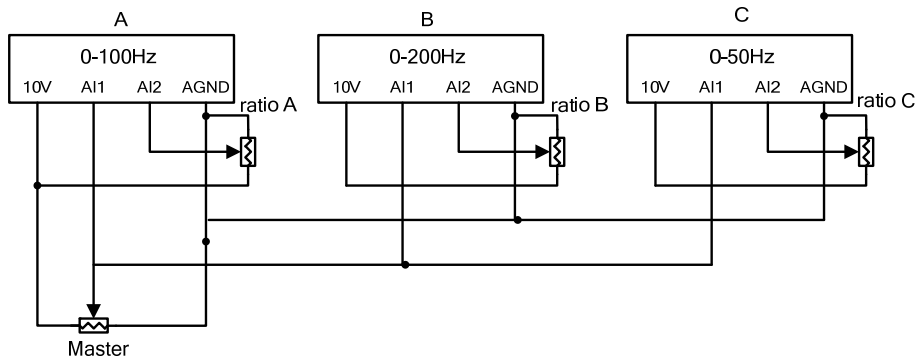 A
B
C
0-100Hz
0-200Hz
0-50Hz
10V AI1 AI2 AGND
10V AI1 AI2 AGND
10V AI1 AI2 AGND
ratio A
ratio B
ratio C
Master